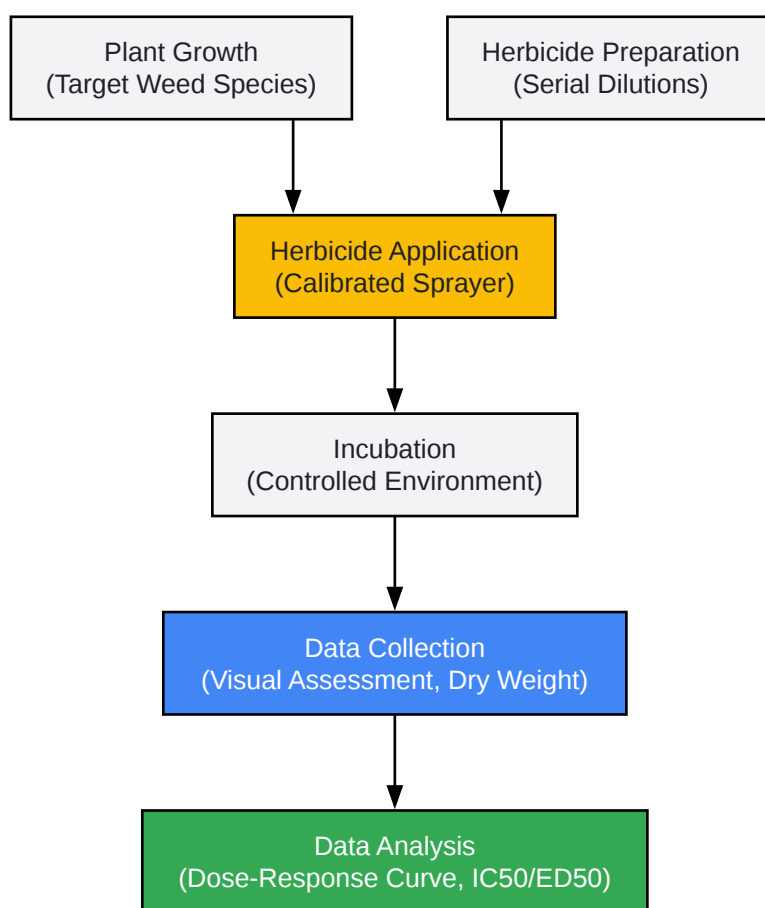 Plant Growth
(Target Weed Species)
Herbicide Preparation
(Serial Dilutions)
Herbicide Application
(Calibrated Sprayer)
Incubation
(Controlled Environment)
Data Collection
(Visual Assessment, Dry Weight)
Data Analysis
(Dose-Response Curve, IC50/ED50)